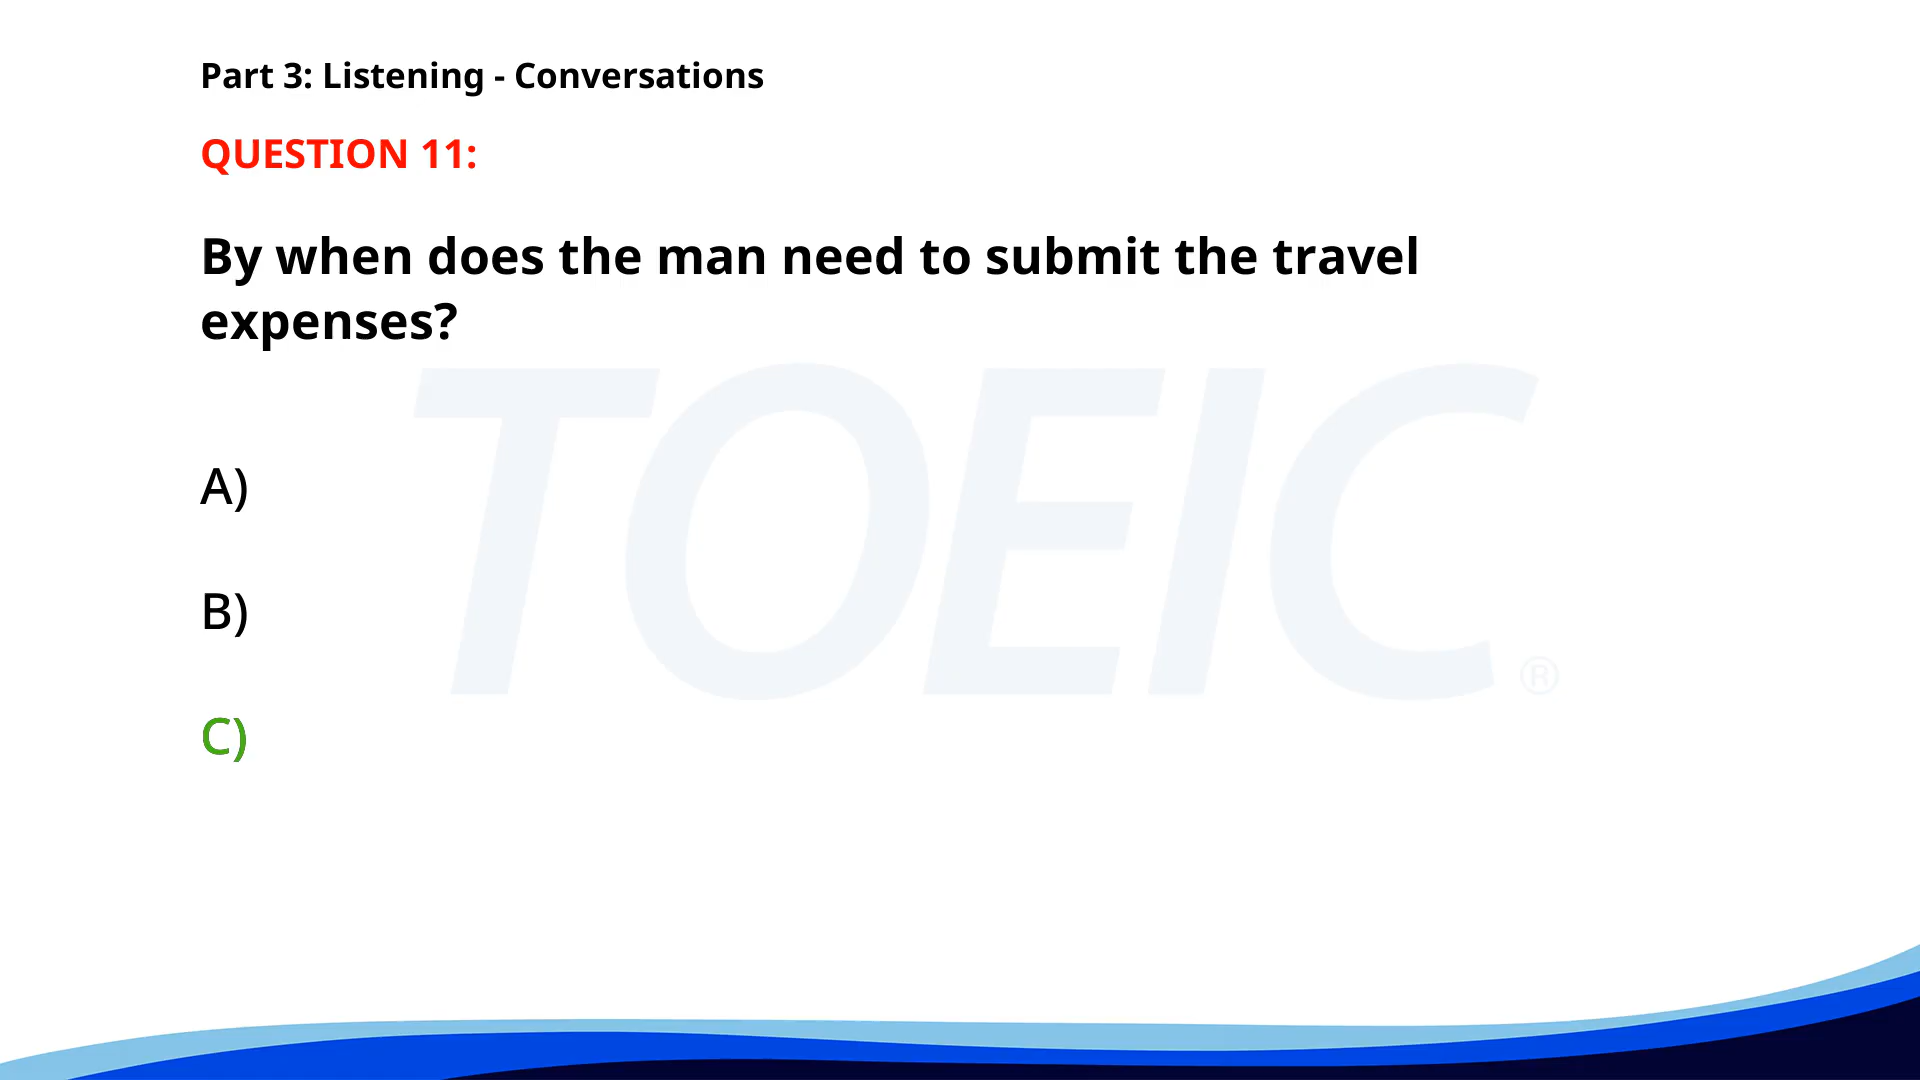 Part 3: Listening - Conversations
QUESTION 11:
By when does the man need to submit the travel
expenses?
TOEIC
®
A)
B)
C)